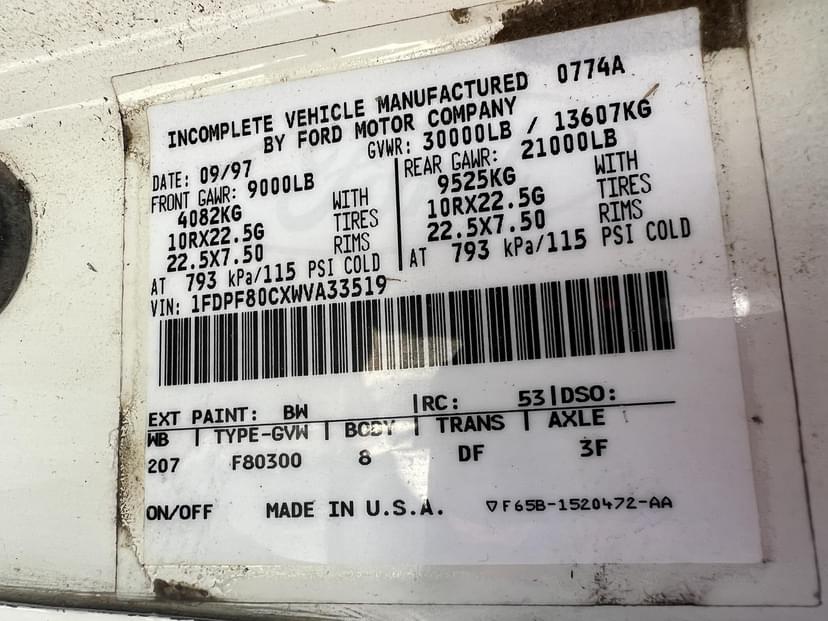 INCOMPLETE VEHICLE MANUFACTURED 0774A
BY FORD MOTOR COMPANY
DATE: 09/97 GVWR: 30000LB / 13607KG
FRONT GAWR: 9000LB
4082KG WITH
10RX22.5G TIRES
22.5X7.50 RIMS
AT 793 kPa/115 PSI COLD
REAR GAWR: 21000LB
9525KG WITH
10RX22.5G TIRES
22.5X7.50 RIMS
AT 793 kPa/115 PSI COLD
VIN: 1FDPF80CXWVA33519
EXT PAINT: BW |RC: 53|DSO:
WB | TYPE-GVW | BODY | TRANS | AXLE
207 F80300 8 DF 3F
ON/OFF MADE IN U.S.A. ▽F65B-1520472-AA